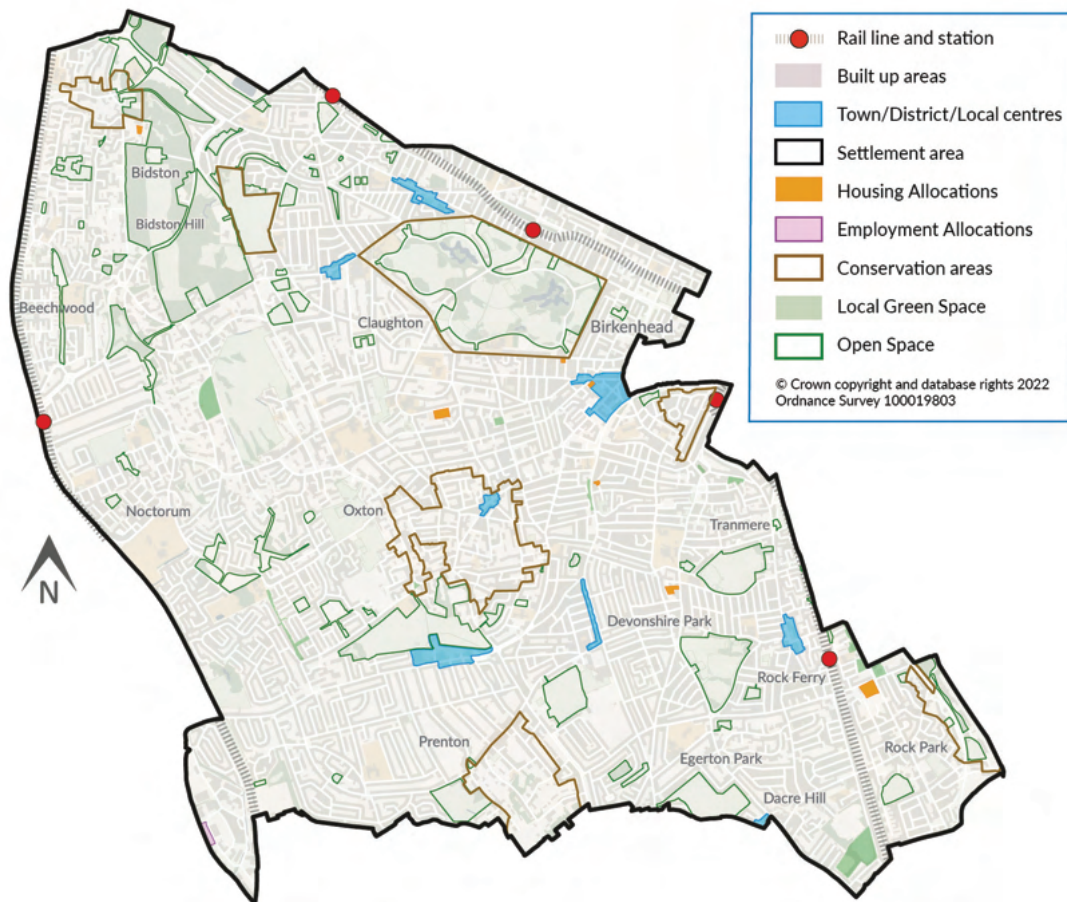 Rail line and station
Built up areas
Town/District/Local centres
Settlement area
Housing Allocations
Employment Allocations
Conservation areas
Local Green Space
Open Space
© Crown copyright and database rights 2022
Ordnance Survey 100019803
Bidston
Bidston Hill
Beechwood
Claughton
Birkenhead
Noctorum
Oxton
Tranmere
N
Devonshire Park
Rock Ferry
Prenton
Egerton Park
Rock Park
Dacre Hill